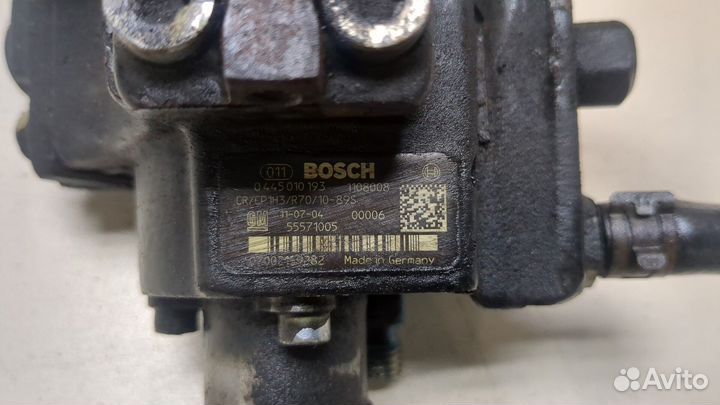 011 BOSCH
0 445 010 193 1108008
CR/CP1H3/R70/10-89S
GM 11-07-04 00006
55571005
Made in Germany
Avito